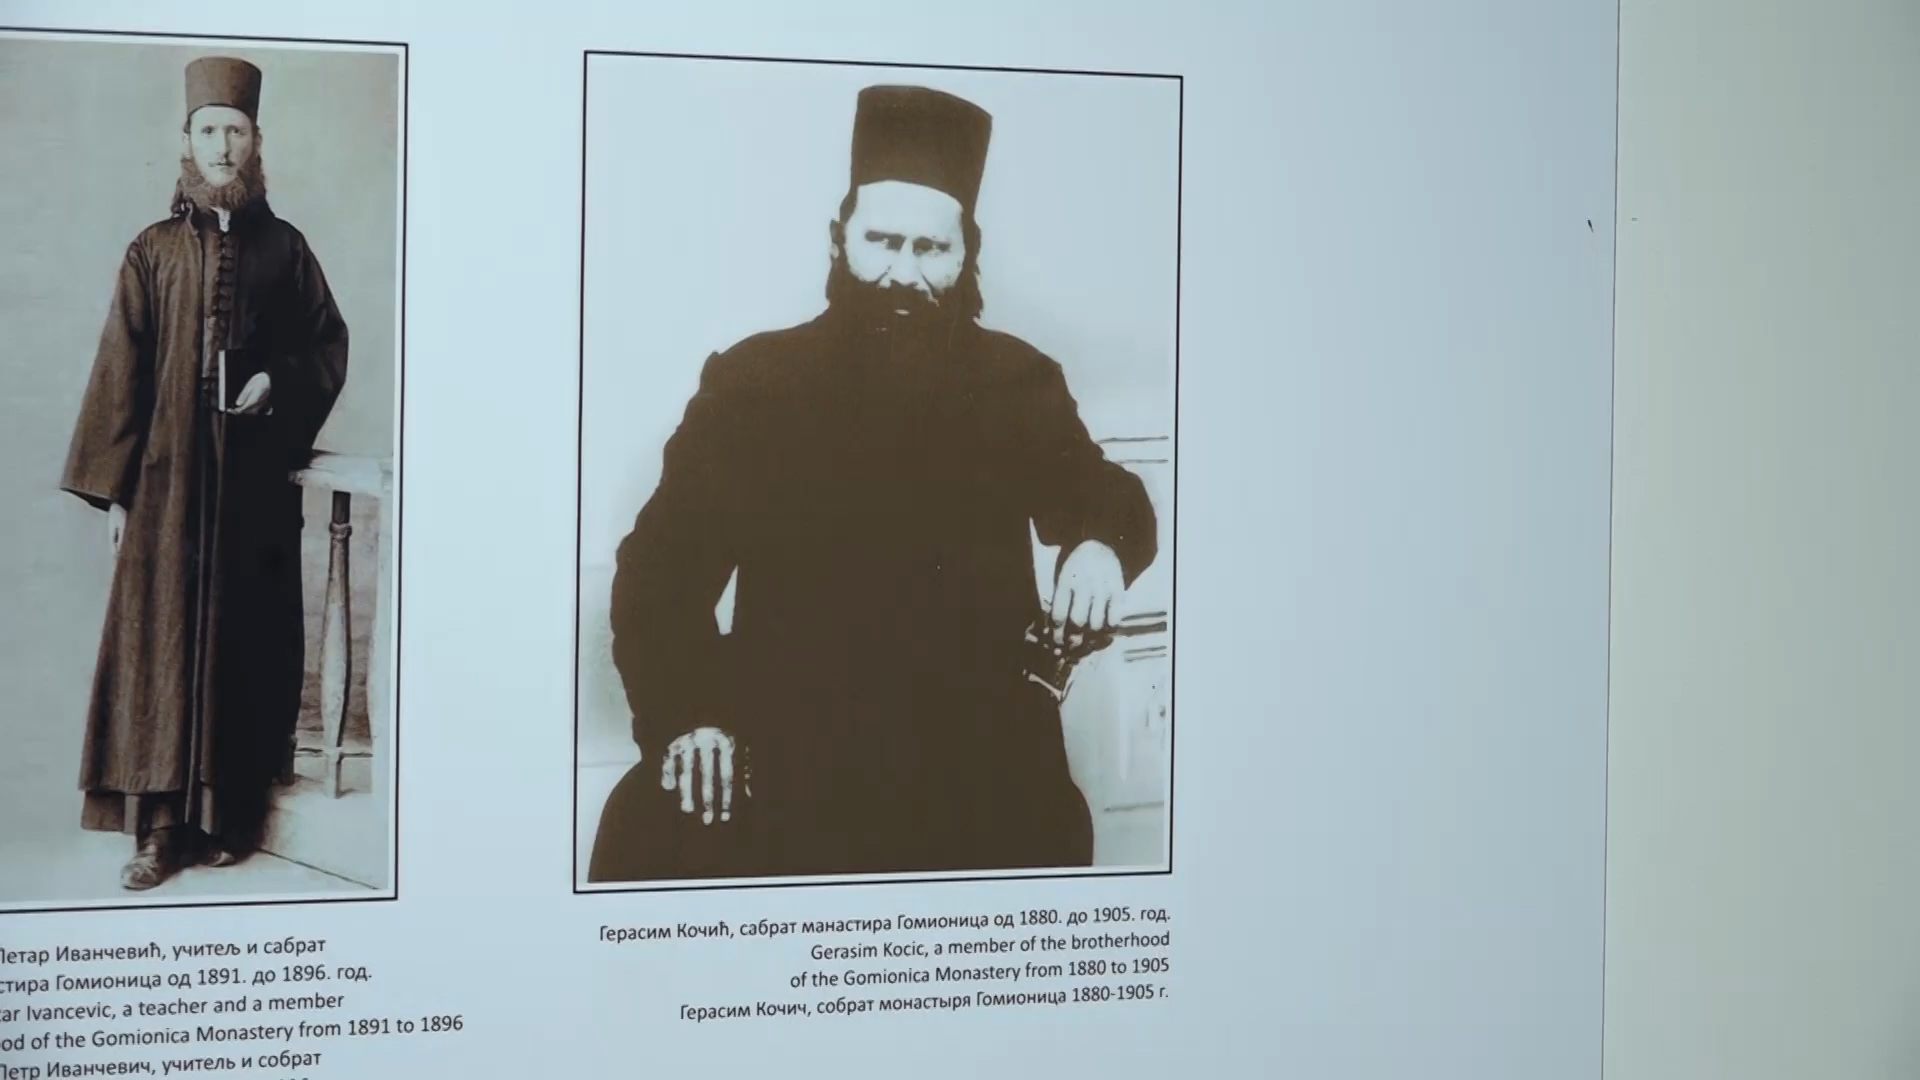 Петар Иванчевић, учитељ и сабрат
Гомионица од 1891. до 1896. год.
Ivancevic, a teacher and a member
of the Gomionica Monastery from 1891 to 1896
Петр Иванчевич, учитель и собрат
Герасим Кочић, сабрат манастира Гомионица од 1880. до 1905. год.
Gerasim Kocic, a member of the brotherhood
of the Gomionica Monastery from 1880 to 1905
Герасим Кочич, собрат монастыря Гомионица 1880-1905 г.